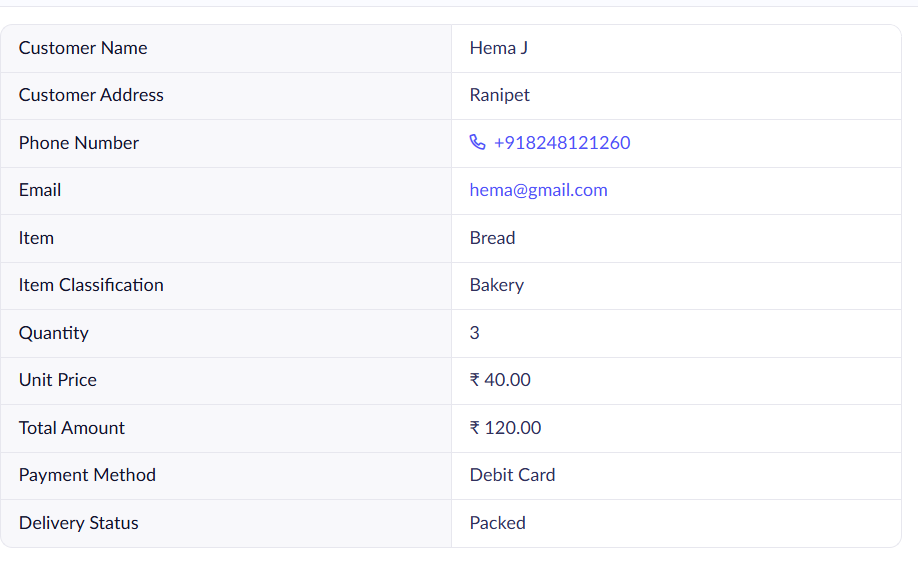 Customer Name Hema J
Customer Address Ranipet
Phone Number +918248121260
Email hema@gmail.com
Item Bread
Item Classification Bakery
Quantity 3
Unit Price ₹ 40.00
Total Amount ₹ 120.00
Payment Method Debit Card
Delivery Status Packed